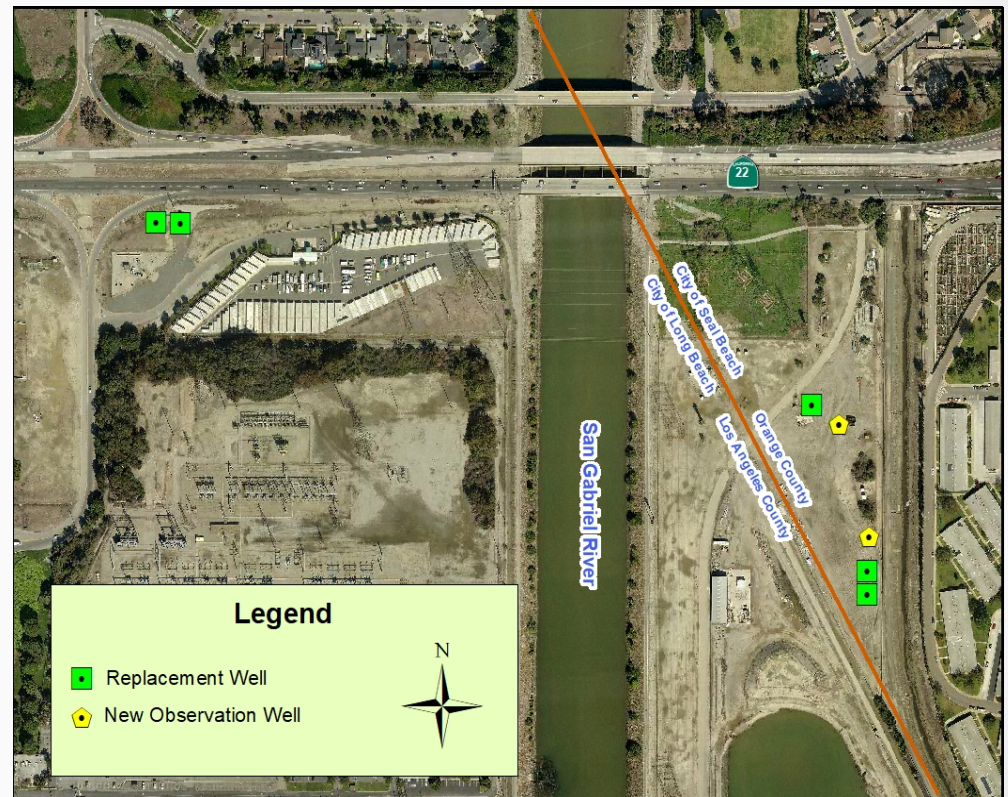 CALIFORNIA
22
City of Seal Beach
City of Long Beach
Orange County
Los Angeles County
San Gabriel River
Legend
N
Replacement Well
New Observation Well